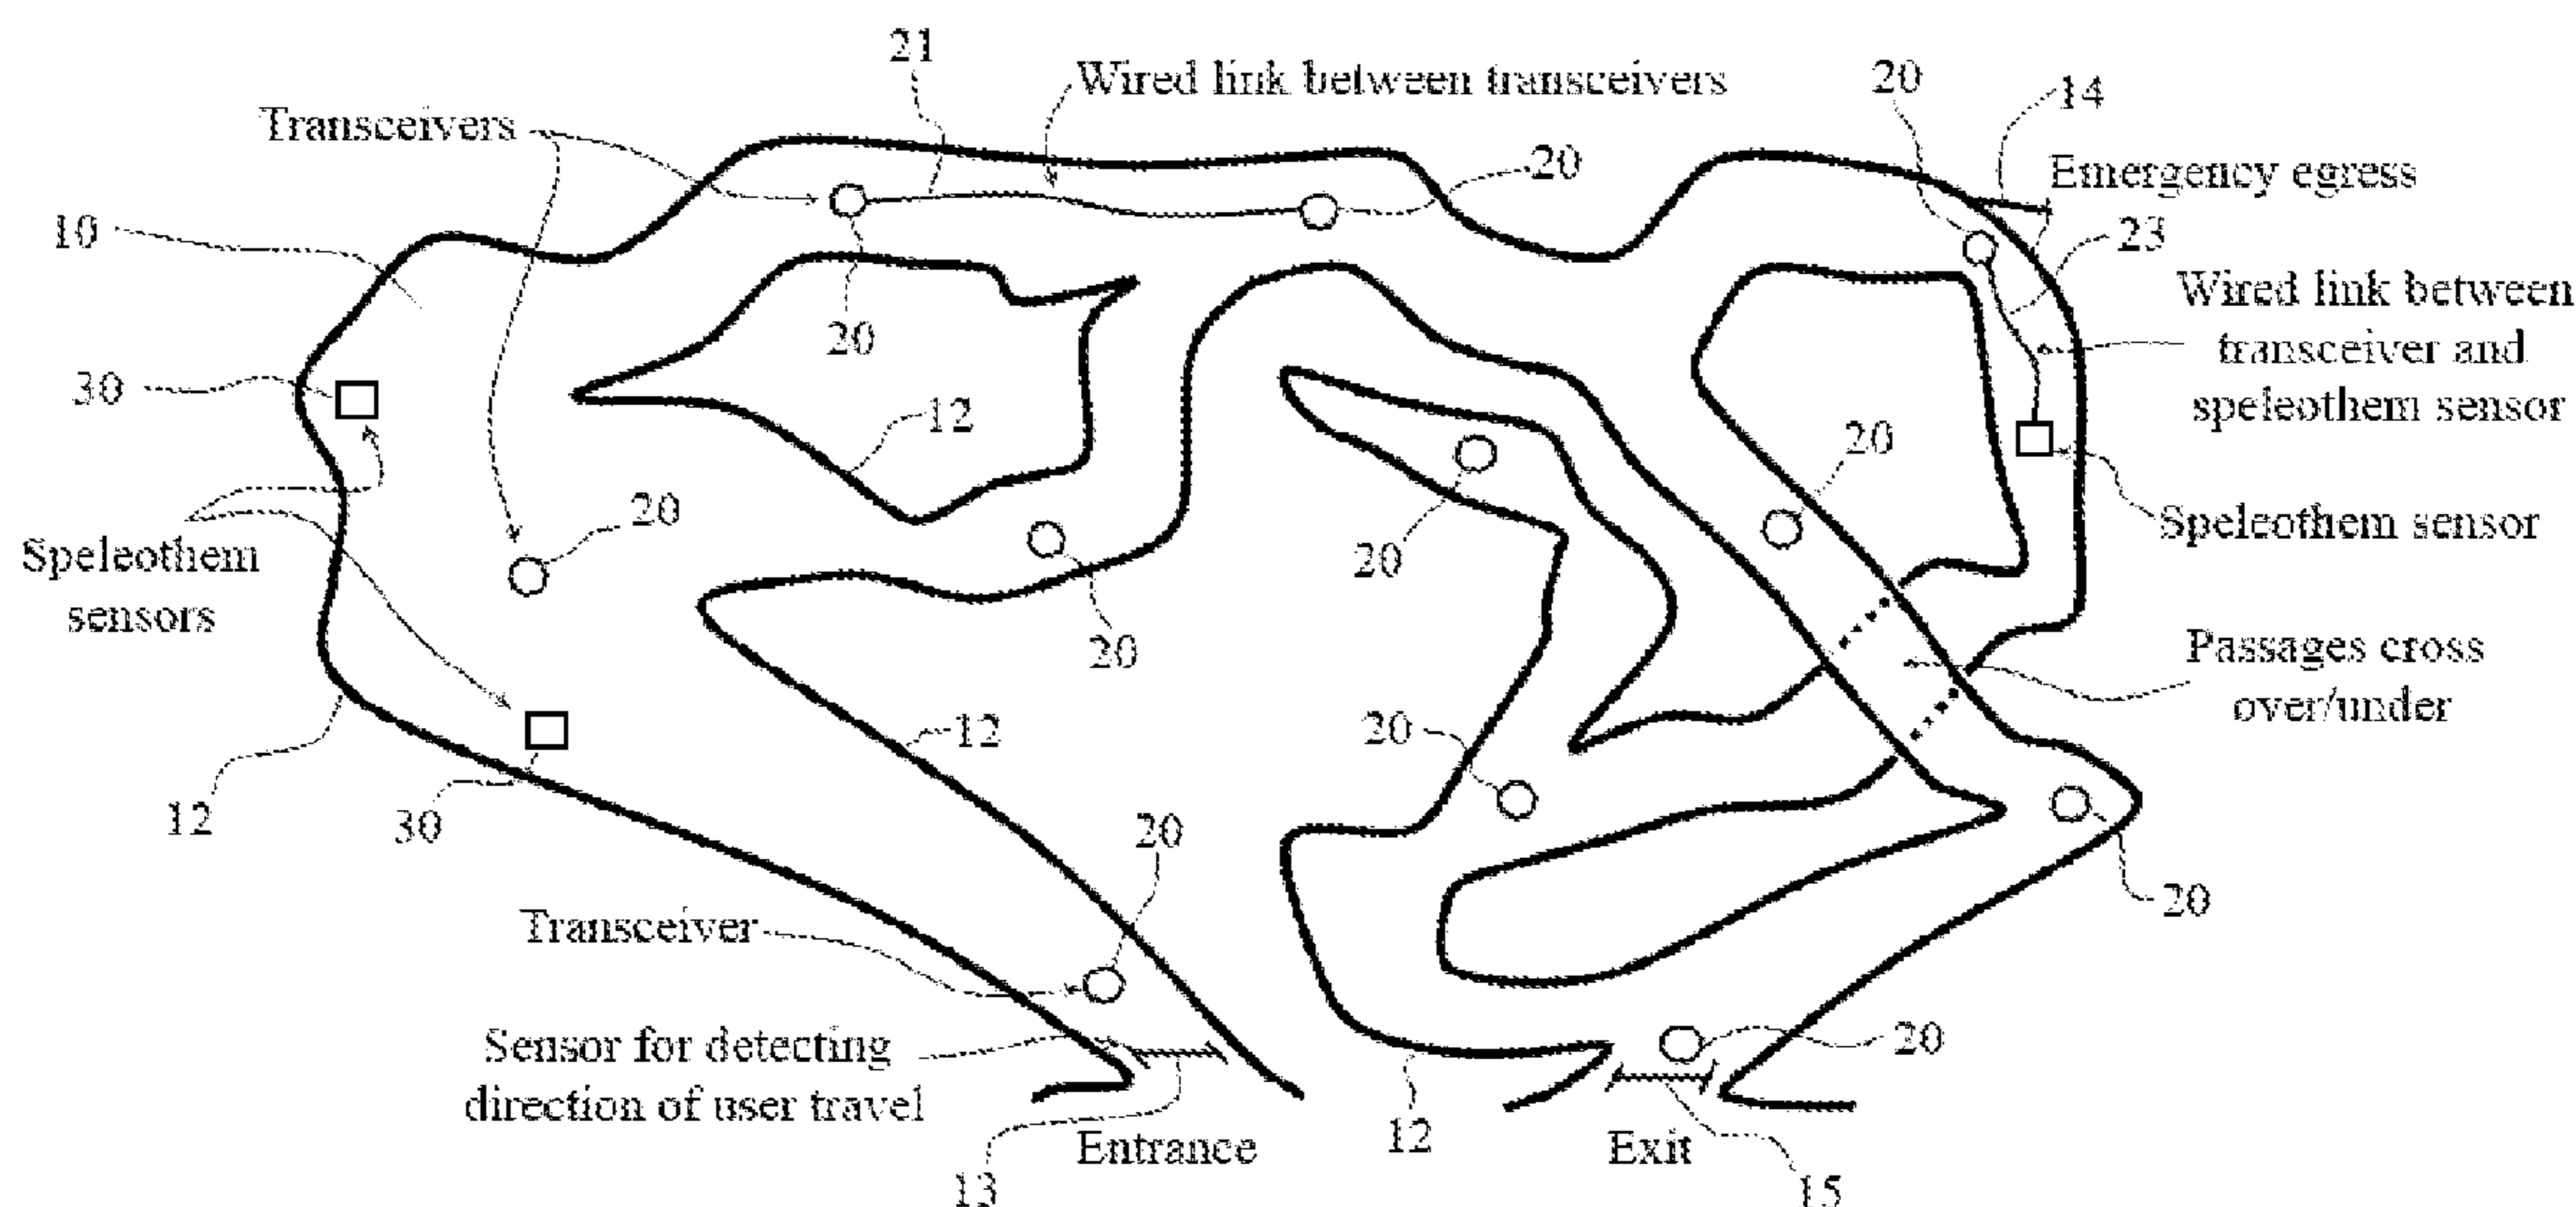 21
Wired link between transceivers
20
14
Transceivers
20
Emergency egress
10
23
20
Wired link between
transceiver and
speleothem sensor
30
12
20
20
20
Speleothem sensor
Speleothem
sensors
20
20
Passages cross
over/under
12
20
12
30
20
20
Transceiver
Sensor for detecting
direction of user travel
20
12
Entrance
Exit
13
15